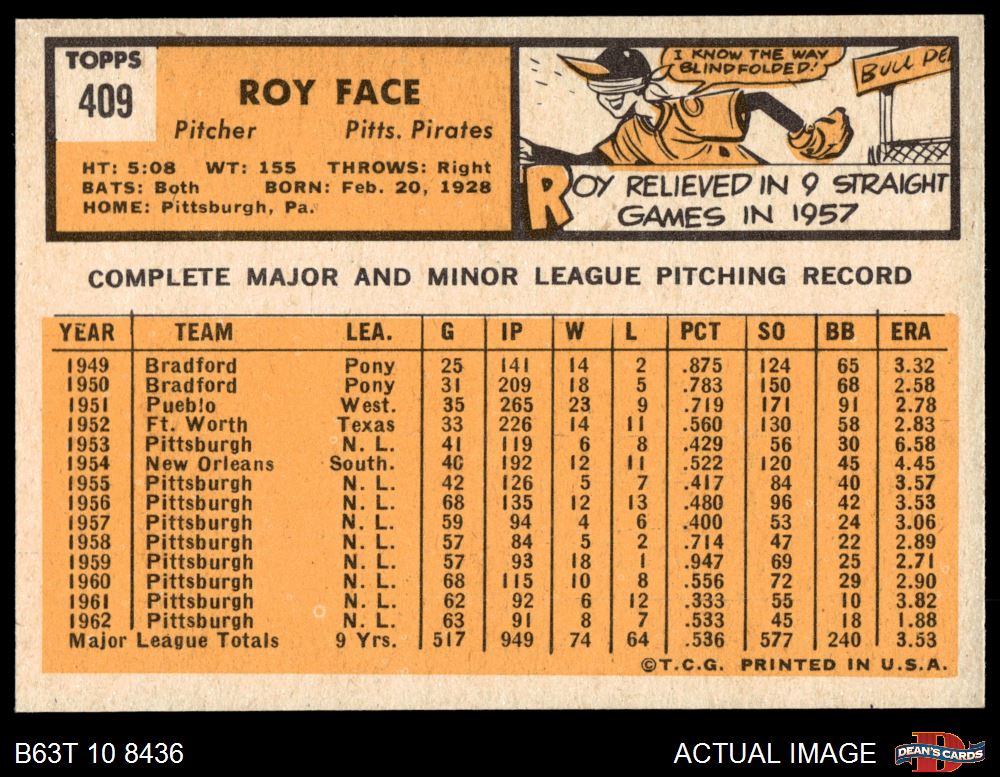 TOPPS
409
ROY FACE
Pitcher Pitts. Pirates
HT: 5:08 WT: 155 THROWS: Right
BATS: Both BORN: Feb. 20, 1928
HOME: Pittsburgh, Pa.
I KNOW THE WAY
BLINDFOLDED!
BULL PE
ROY RELIEVED IN 9 STRAIGHT
GAMES IN 1957
COMPLETE MAJOR AND MINOR LEAGUE PITCHING RECORD
YEAR TEAM LEA. G IP W L PCT SO BB ERA
1949 Bradford Pony 25 141 14 2 .875 124 65 3.32
1950 Bradford Pony 31 209 18 5 .783 150 68 2.58
1951 Pueblo West. 35 265 23 9 .719 171 91 2.78
1952 Ft. Worth Texas 33 226 14 11 .560 130 58 2.83
1953 Pittsburgh N. L. 41 119 6 8 .429 56 30 6.58
1954 New Orleans South. 40 192 12 11 .522 120 45 4.45
1955 Pittsburgh N. L. 42 126 5 7 .417 84 40 3.57
1956 Pittsburgh N. L. 68 135 12 13 .480 96 42 3.53
1957 Pittsburgh N. L. 59 94 4 6 .400 53 24 3.06
1958 Pittsburgh N. L. 57 84 5 2 .714 47 22 2.89
1959 Pittsburgh N. L. 57 93 18 1 .947 69 25 2.71
1960 Pittsburgh N. L. 68 115 10 8 .556 72 29 2.90
1961 Pittsburgh N. L. 62 92 6 12 .333 55 10 3.82
1962 Pittsburgh N. L. 63 91 8 7 .533 45 18 1.88
Major League Totals 9 Yrs. 517 949 74 64 .536 577 240 3.53
©T.C.G. PRINTED IN U.S.A.
B63T 10 8436 ACTUAL IMAGE DEAN'S CARDS